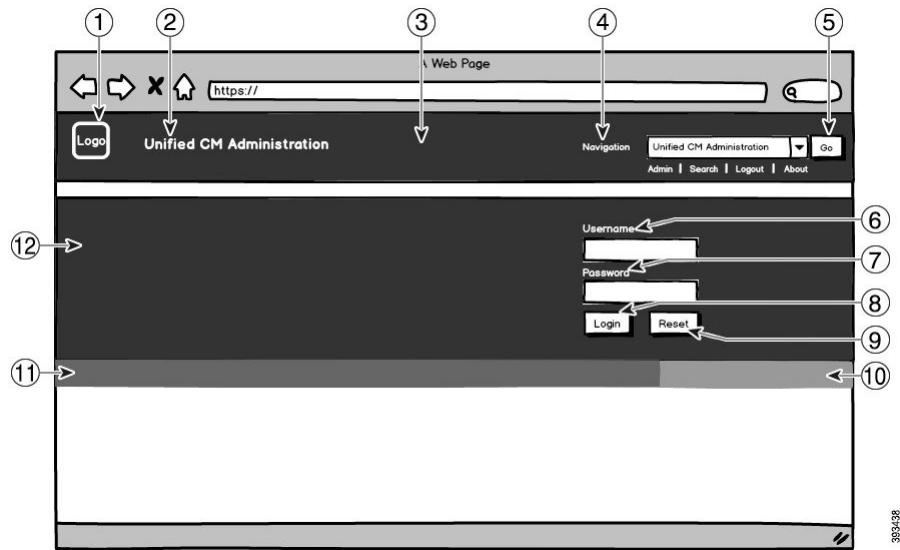 1 2 3 4 5
A Web Page
https://
Logo Unified CM Administration Navigation Unified CM Administration Go
Admin | Search | Logout | About
Username 6
12
Password 7
8
Login Reset
9
11 10
393438